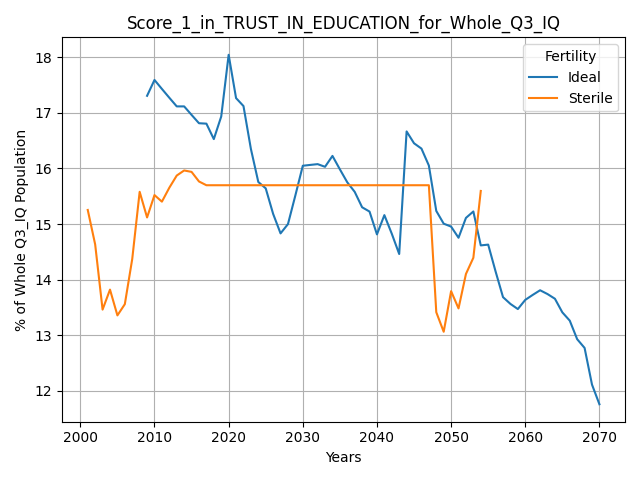 Score_1_in_TRUST_IN_EDUCATION_for_Whole_Q3_IQ
Fertility
Ideal
Sterile
% of Whole Q3_IQ Population
18
17
16
15
14
13
12
2000
2010
2020
2030
2040
2050
2060
2070
Years